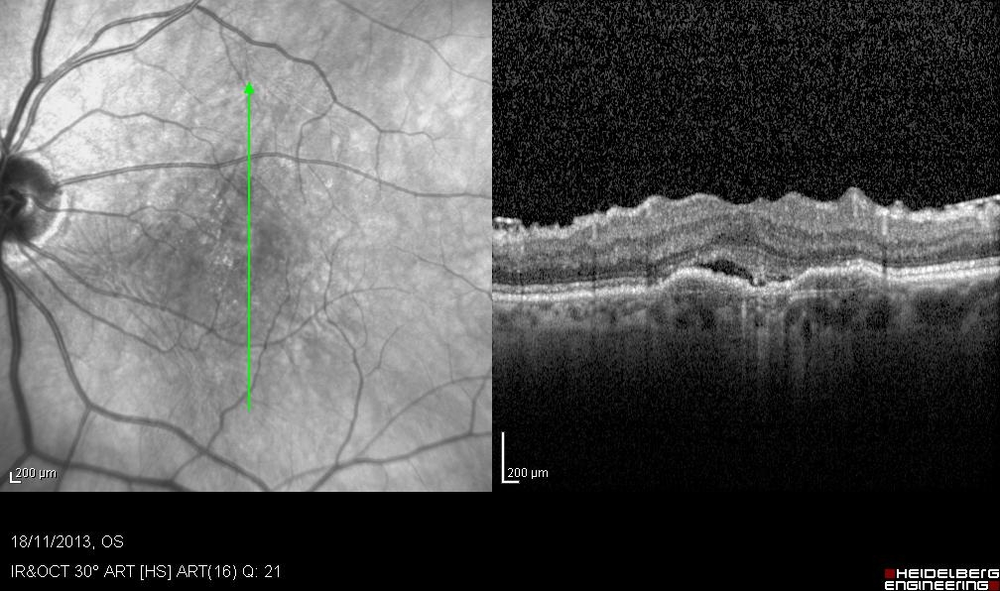 200 µm
200 µm
18/11/2013, OS
IR&OCT 30° ART [HS] ART(16) Q: 21
HEIDELBERG
ENGINEERING